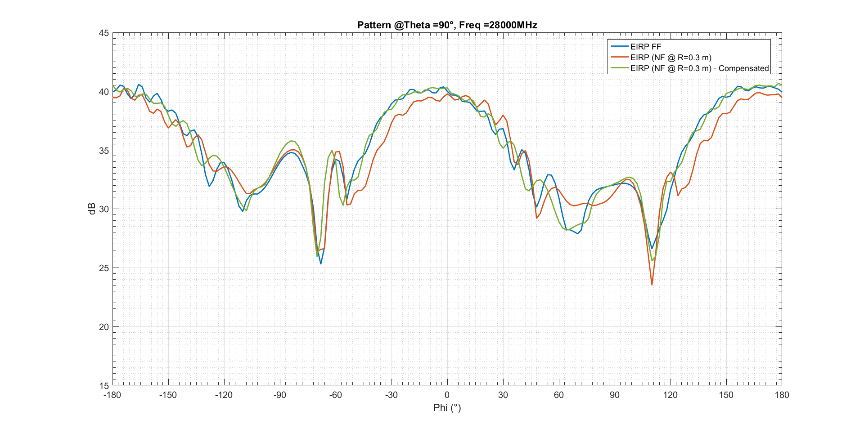 Pattern @Theta =90°, Freq =28000MHz
EIRP FF
EIRP (NF @ R=0.3 m)
EIRP (NF @ R=0.3 m) - Compensated
45
40
35
30
25
20
15
dB
-180 -150 -120 -90 -60 -30 0 30 60 90 120 150 180
Phi (°)